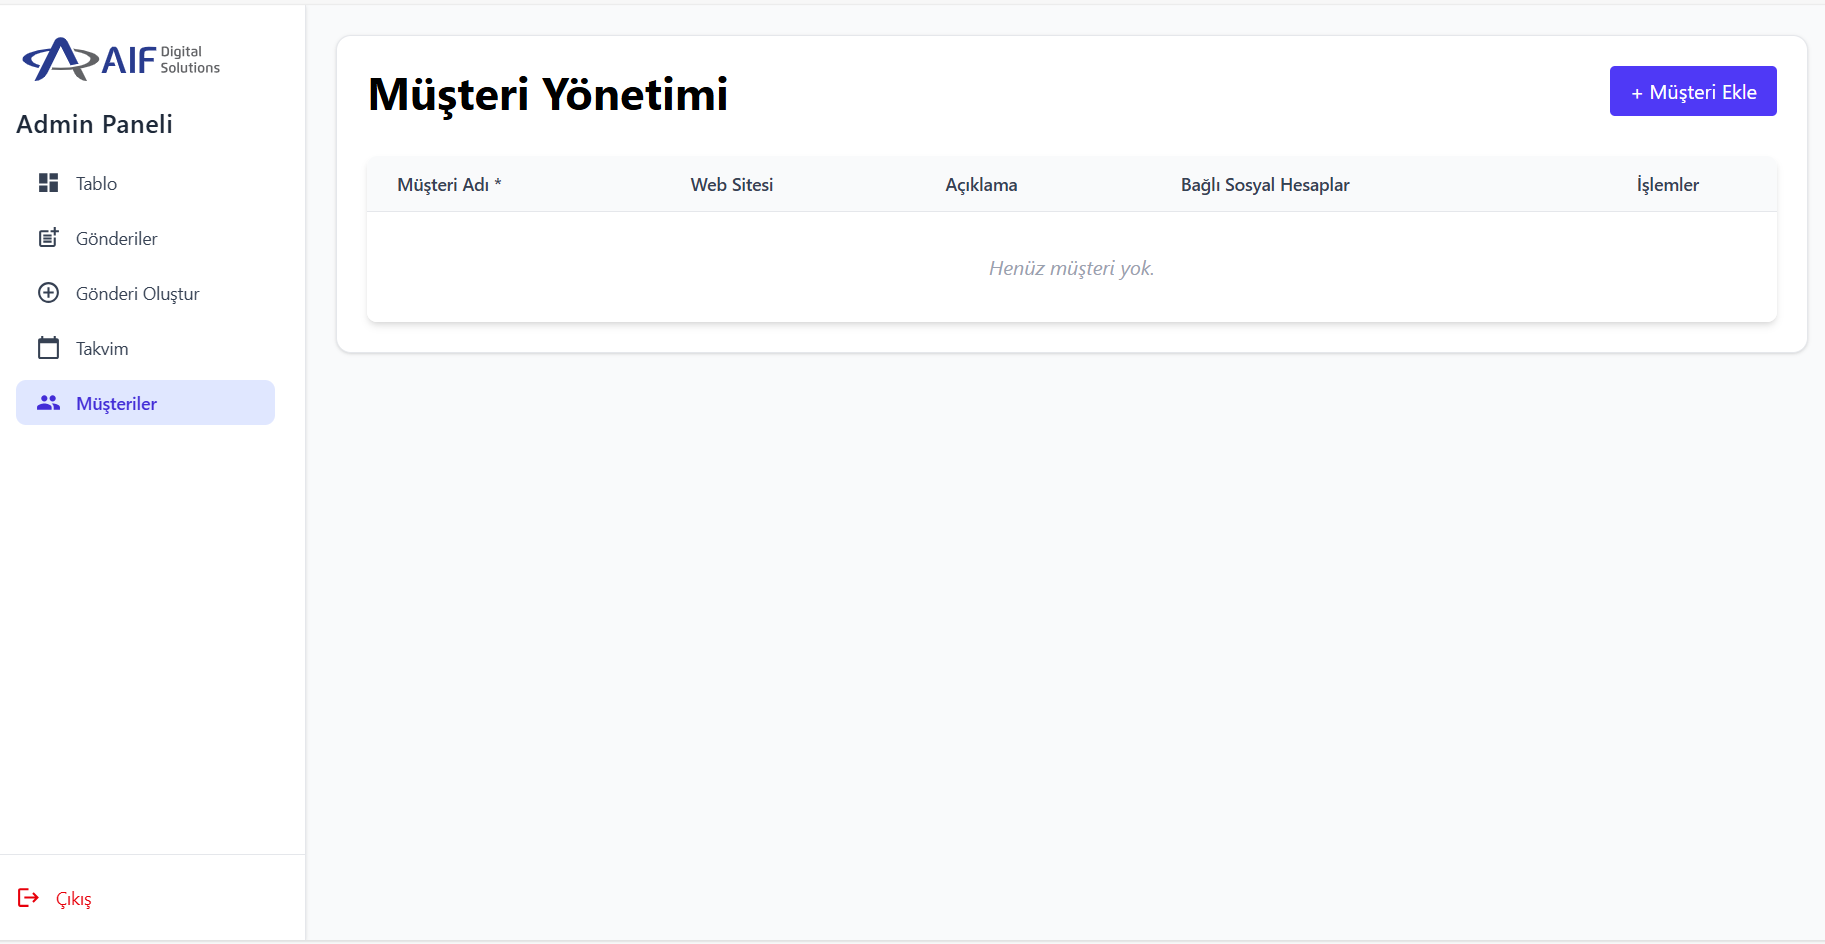 AIF Digital Solutions
Admin Paneli
Tablo
Gönderiler
Gönderi Oluştur
Takvim
Müşteriler
Çıkış
Müşteri Yönetimi
+ Müşteri Ekle
Müşteri Adı * Web Sitesi Açıklama Bağlı Sosyal Hesaplar İşlemler
Henüz müşteri yok.